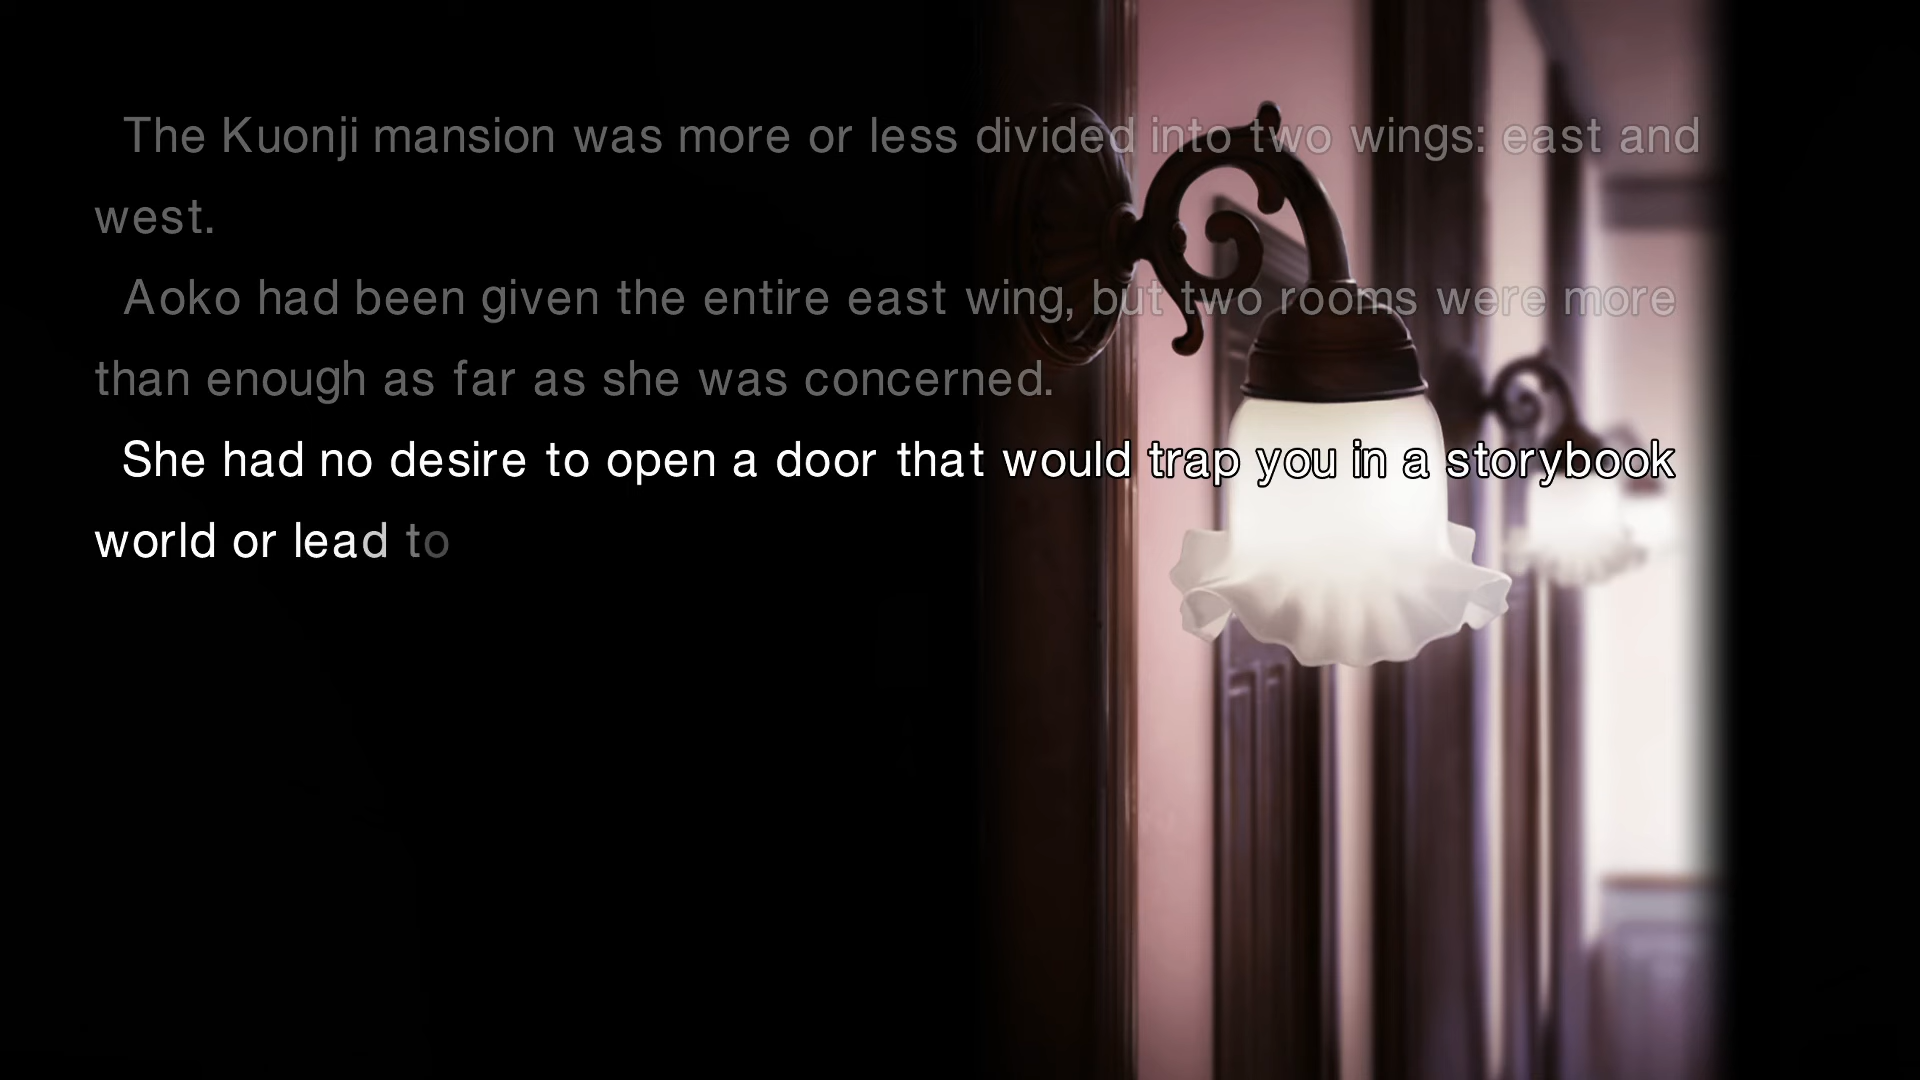 The Kuonji mansion was more or less divided into two wings: east and
west.
Aoko had been given the entire east wing, but two rooms were more
than enough as far as she was concerned.
She had no desire to open a door that would trap you in a storybook
world or lead to